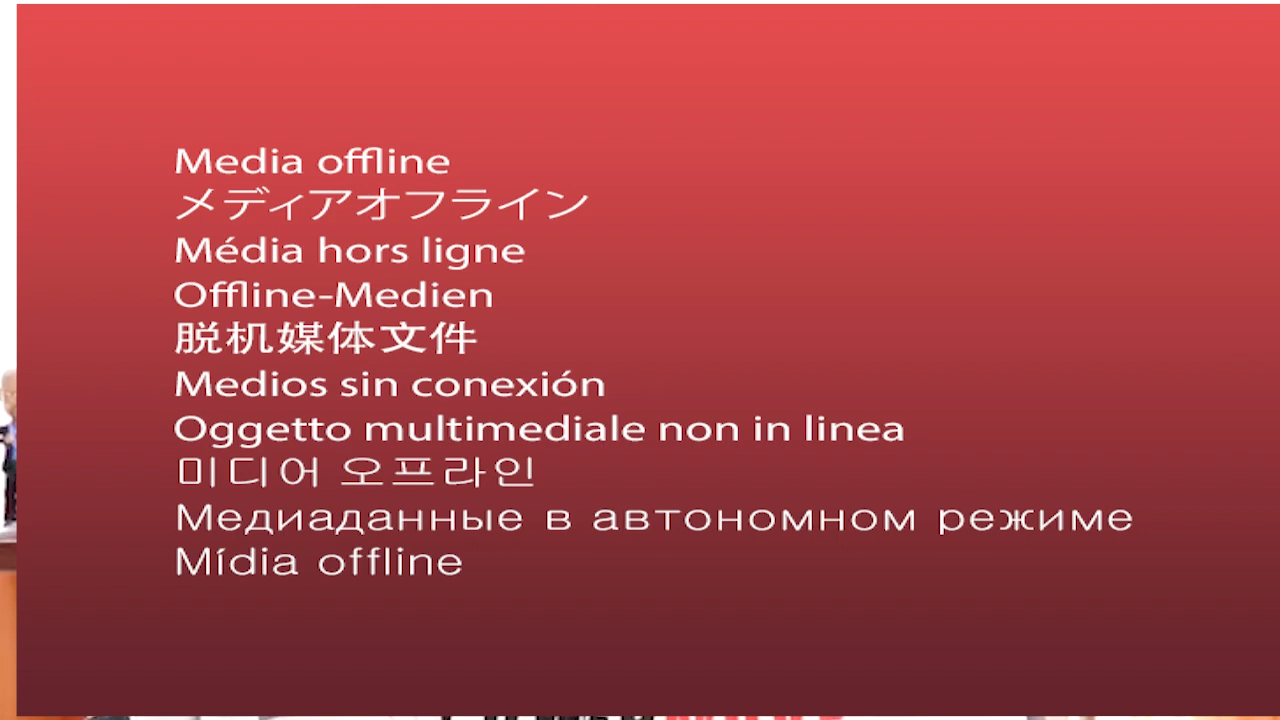 Media offline
メディアオフライン
Média hors ligne
Offline-Medien
脱机媒体文件
Medios sin conexión
Oggetto multimediale non in linea
미디어 오프라인
Медиаданные в автономном режиме
Mídia offline